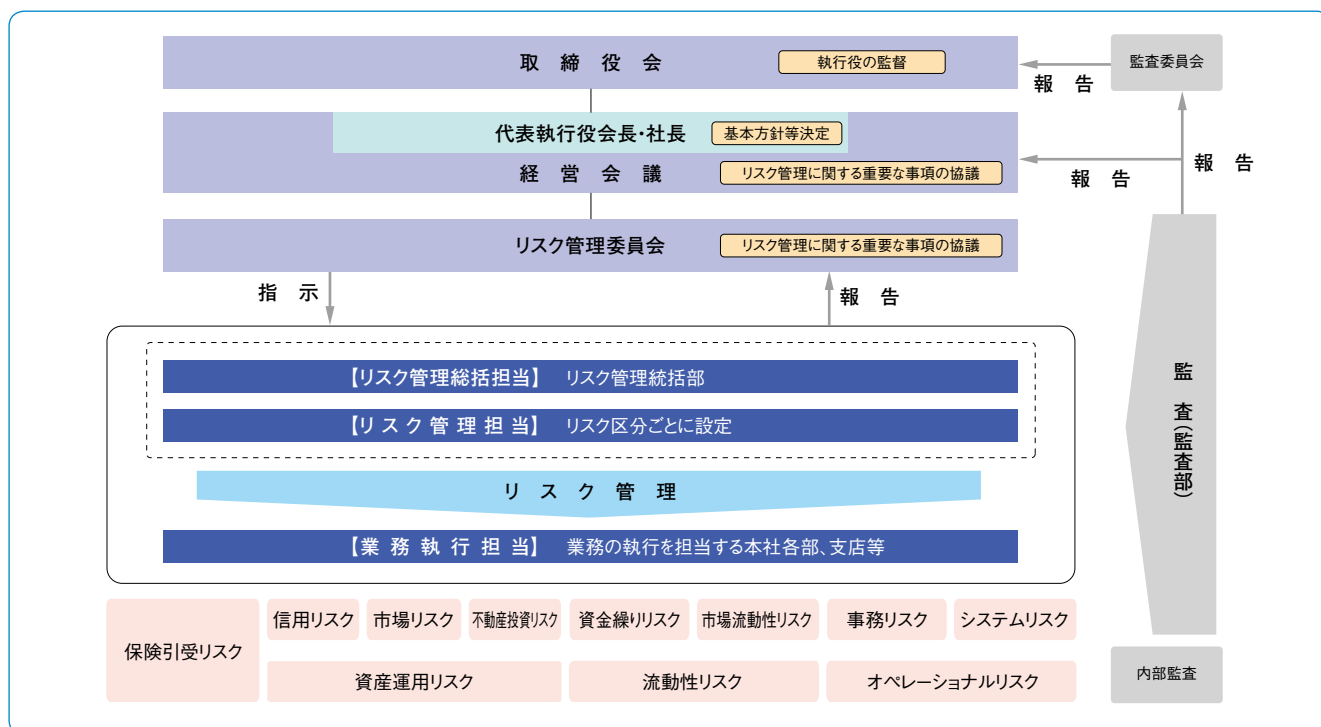 取締役会
執行役の監督
監査委員会
報告
代表執行役会長・社長
基本方針等決定
経営会議
リスク管理に関する重要な事項の協議
報告
報告
リスク管理委員会
リスク管理に関する重要な事項の協議
指示
報告
【リスク管理総括担当】 リスク管理統括部
【リスク管理担当】 リスク区分ごとに設定
リスク管理
【業務執行担当】 業務の執行を担当する本社各部、支店等
監査(監査部)
保険引受リスク
信用リスク
市場リスク
不動産投資リスク
資金繰りリスク
市場流動性リスク
事務リスク
システムリスク
資産運用リスク
流動性リスク
オペレーショナルリスク
内部監査